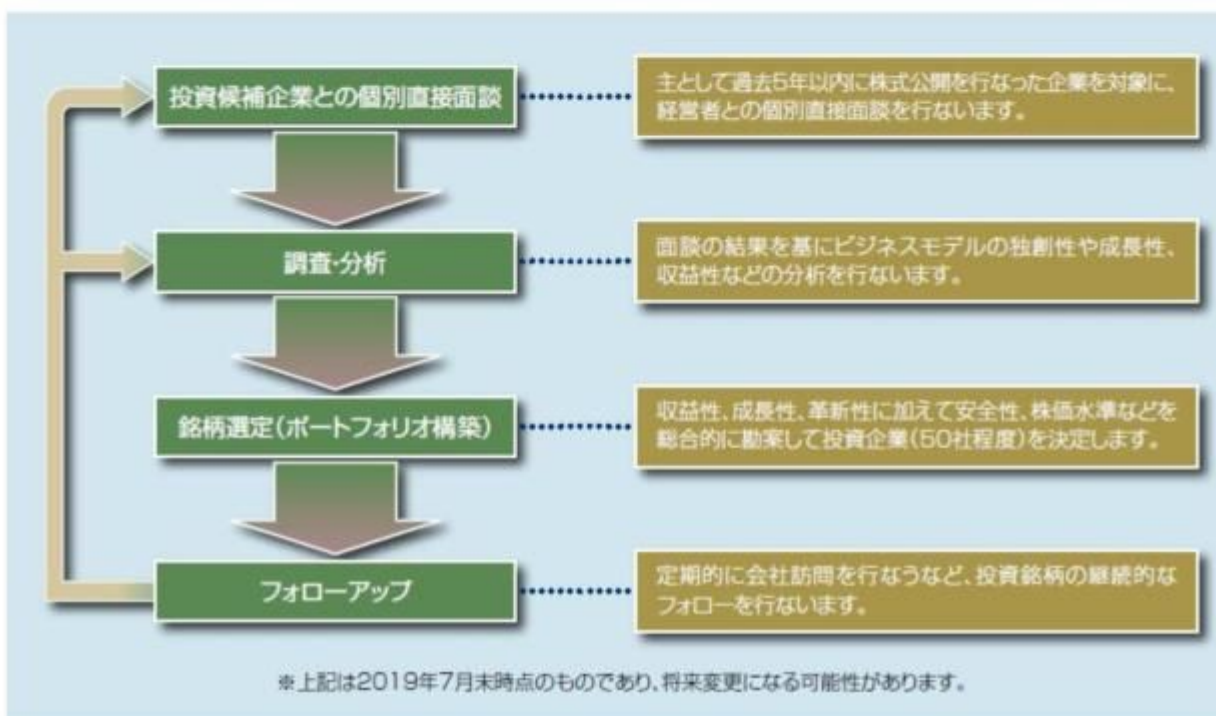 投資候補企業との個別直接面談
主として過去5年以内に株式公開を行なった企業を対象に、
経営者との個別直接面談を行ないます。
調査・分析
面談の結果を基にビジネスモデルの独創性や成長性、
収益性などの分析を行ないます。
銘柄選定(ポートフォリオ構築)
収益性、成長性、革新性に加えて安全性、株価水準などを
総合的に勘案して投資企業(50社程度)を決定します。
フォローアップ
定期的に会社訪問を行なうなど、投資銘柄の継続的な
フォローを行ないます。
※上記は2019年7月末時点のものであり、将来変更になる可能性があります。